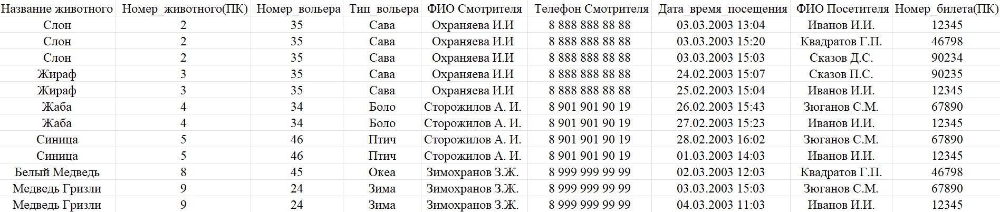 Название животного Номер_животного(ПК) Номер_вольера Тип_вольера ФИО Смотрителя Телефон Смотрителя Дата_время_посещения ФИО Посетителя Номер_билета(ПК)
Слон 2 35 Сава Охраняева И.И 8 888 888 88 88 03.03.2003 13:04 Иванов И.И. 12345
Слон 2 35 Сава Охраняева И.И 8 888 888 88 88 03.03.2003 15:20 Квадратов Г.П. 46798
Слон 2 35 Сава Охраняева И.И 8 888 888 88 88 03.03.2003 15:03 Сказов Д.С. 90234
Жираф 3 35 Сава Охраняева И.И 8 888 888 88 88 24.02.2003 15:07 Сказов П.С. 90235
Жираф 3 35 Сава Охраняева И.И 8 888 888 88 88 25.02.2003 15:04 Иванов И.И. 12345
Жаба 4 34 Боло Сторожилов А. И. 8 901 901 90 19 26.02.2003 15:43 Зюганов С.М. 67890
Жаба 4 34 Боло Сторожилов А. И. 8 901 901 90 19 27.02.2003 15:23 Иванов И.И. 12345
Синица 5 46 Птич Сторожилов А. И. 8 901 901 90 19 28.02.2003 16:02 Зюганов С.М. 67890
Синица 5 46 Птич Сторожилов А. И. 8 901 901 90 19 01.03.2003 14:03 Иванов И.И. 12345
Белый Медведь 8 45 Океа Зимохранов З.Ж. 8 999 999 99 99 02.03.2003 12:03 Квадратов Г.П. 46798
Медведь Гризли 9 24 Зима Зимохранов З.Ж. 8 999 999 99 99 03.03.2003 15:03 Зюганов С.М. 67890
Медведь Гризли 9 24 Зима Зимохранов З.Ж. 8 999 999 99 99 04.03.2003 11:03 Иванов И.И. 12345